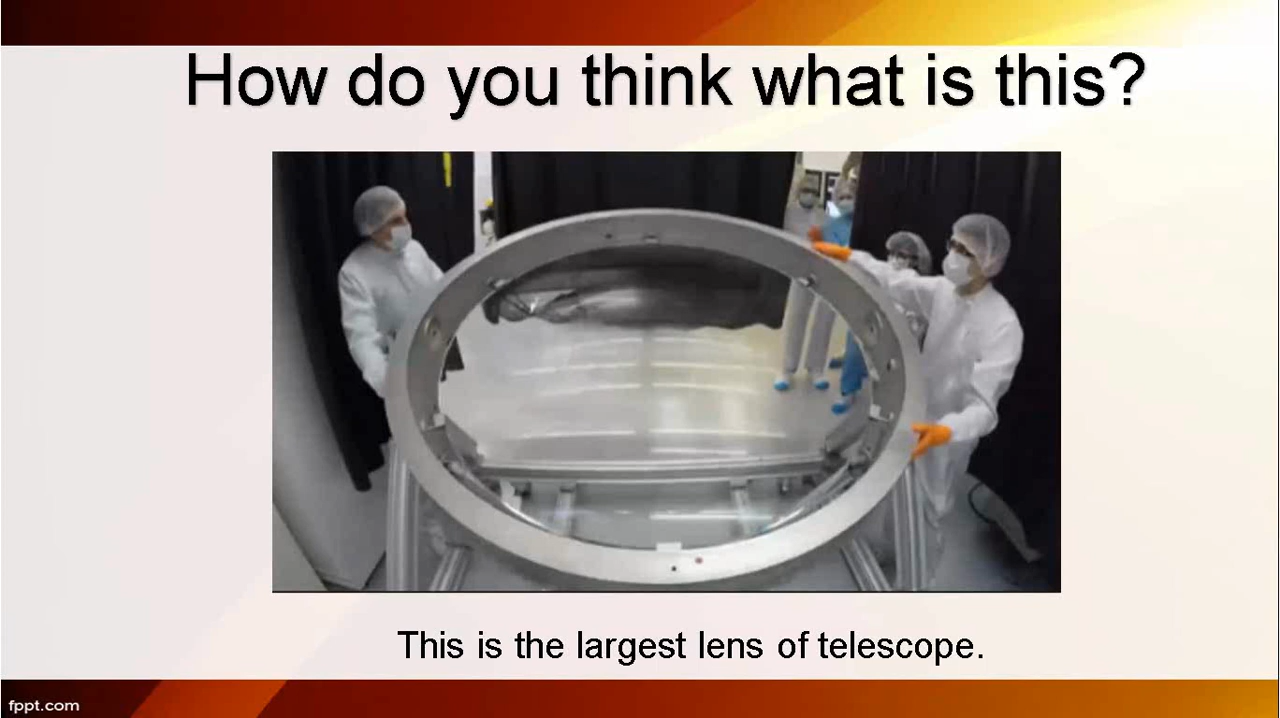 How do you think what is this?
This is the largest lens of telescope.
fppt.com